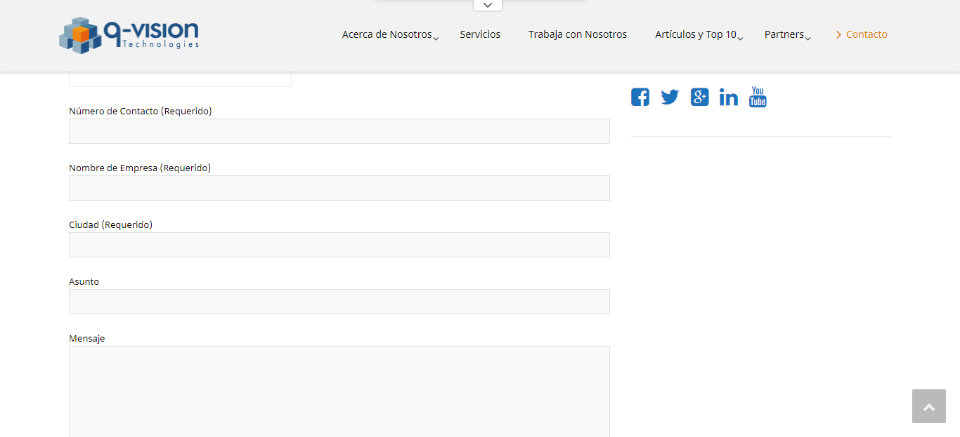 q-vision
Technologies
Acerca de Nosotros
Servicios
Trabaja con Nosotros
Artículos y Top 10
Partners
Contacto
Número de Contacto (Requerido)
Nombre de Empresa (Requerido)
Ciudad (Requerido)
Asunto
Mensaje
You
Tube